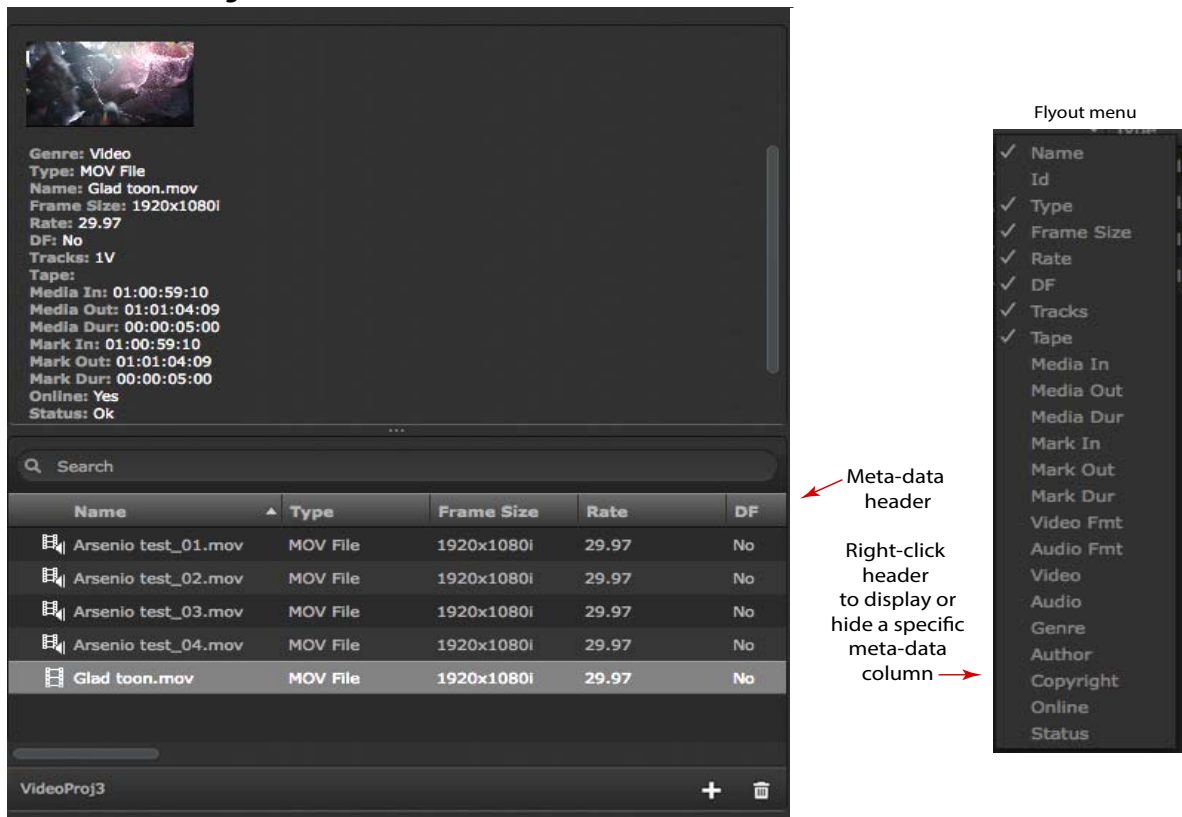 Genre: Video
Type: MOV File
Name: Glad toon.mov
Frame Size: 1920x1080i
Rate: 29.97
DF: No
Tracks: 1V
Tape:
Media In: 01:00:59:10
Media Out: 01:01:04:09
Media Dur: 00:00:05:00
Mark In: 01:00:59:10
Mark Out: 01:01:04:09
Mark Dur: 00:00:05:00
Online: Yes
Status: Ok
Search
Name Type Frame Size Rate DF
Arsenio test_01.mov MOV File 1920x1080i 29.97 No
Arsenio test_02.mov MOV File 1920x1080i 29.97 No
Arsenio test_03.mov MOV File 1920x1080i 29.97 No
Arsenio test_04.mov MOV File 1920x1080i 29.97 No
Glad toon.mov MOV File 1920x1080i 29.97 No
VideoProj3
Meta-data
header
Right-click
header
to display or
hide a specific
meta-data
column
Flyout menu
Name
Id
Type
Frame Size
Rate
DF
Tracks
Tape
Media In
Media Out
Media Dur
Mark In
Mark Out
Mark Dur
Video Fmt
Audio Fmt
Video
Audio
Genre
Author
Copyright
Online
Status